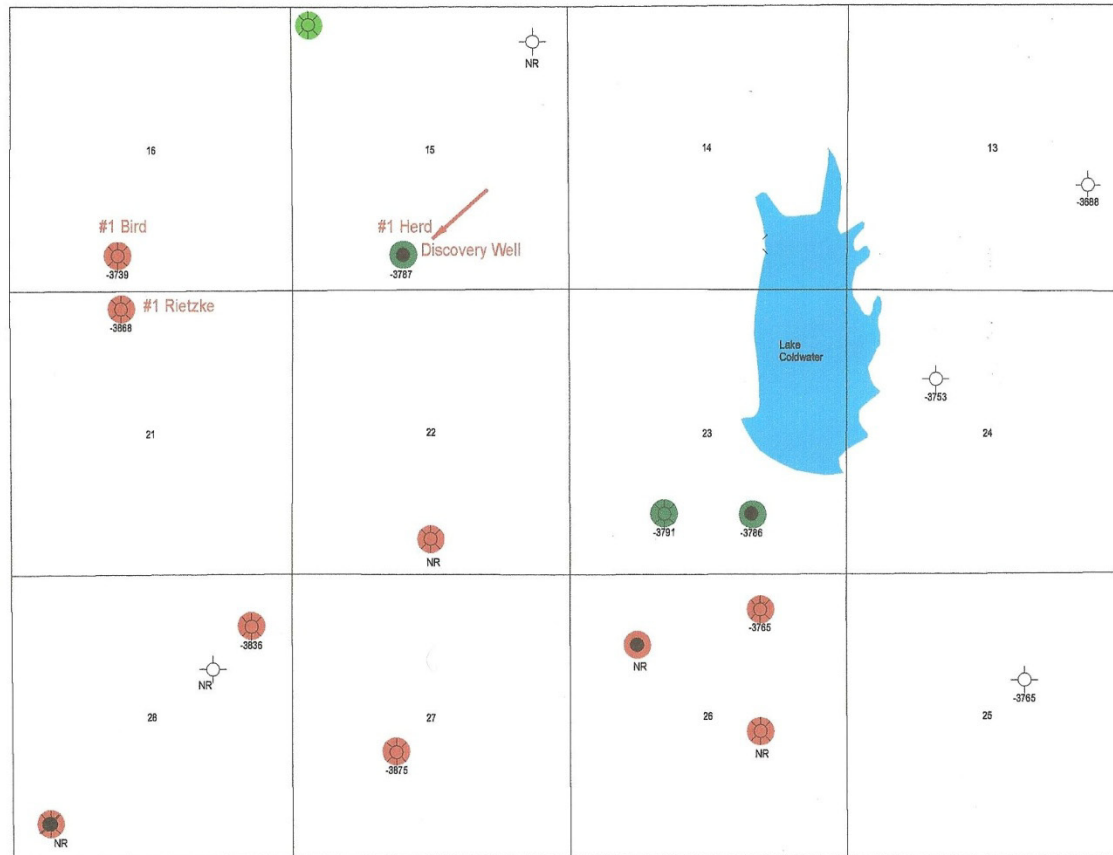 NR
16
15
14
13
-3688
#1 Bird
#1 Herd
Discovery Well
-3739
-3787
#1 Rietzke
-3868
Lake
Coldwater
-3753
21
22
23
24
-3791
-3786
NR
-3836
-3765
NR
NR
-3765
28
27
26
25
NR
-3875
NR